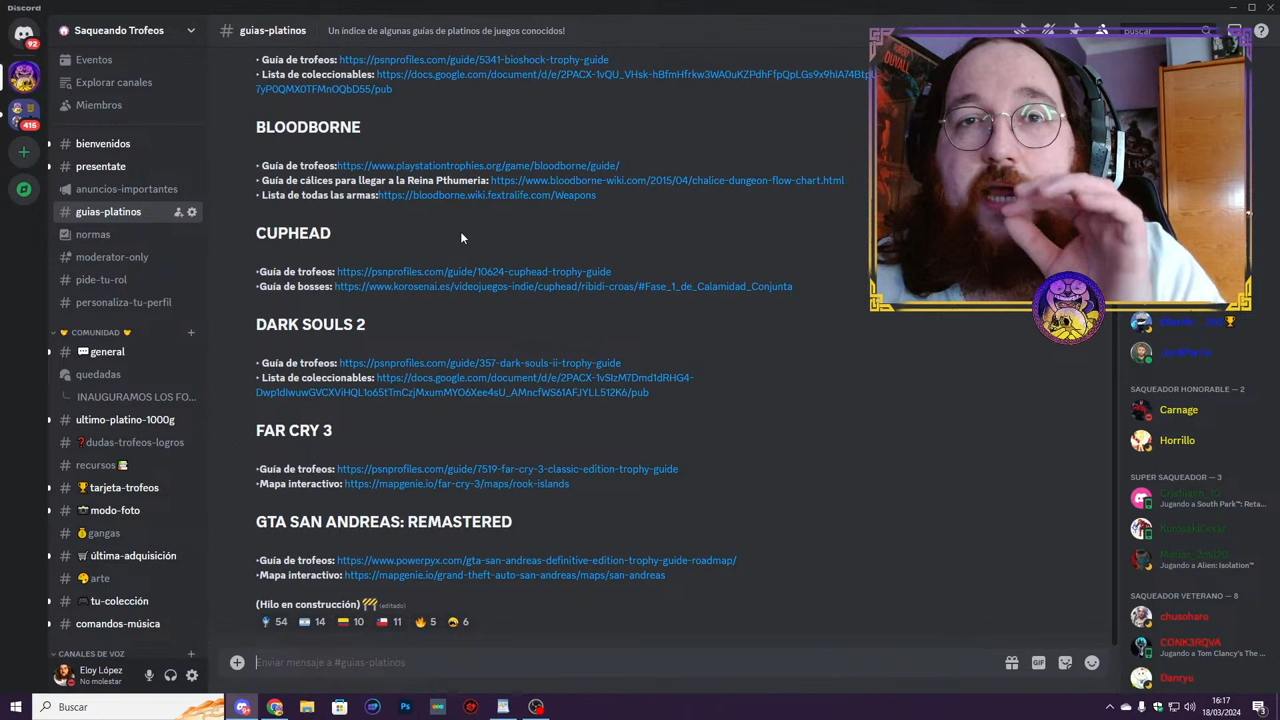 Discord
92
Saqueando Trofeos
guias-platinos
Un índice de algunas guías de platinos de juegos conocidos!
buscar
416
Eventos
Explorar canales
Miembros
bienvenidos
presentate
anuncios-importantes
guias-platinos
normas
moderator-only
pide-tu-rol
personaliza-tu-perfil
COMUNIDAD
general
quedadas
INAUGURAMOS LOS FO...
ultimo-platino-1000g
dudas-trofeos-logros
recursos
tarjeta-trofeos
modo-foto
gangas
última-adquisición
arte
tu-colección
comandos-música
CANALES DE VOZ
Eloy López
No molestar
• Guía de trofeos: https://psnprofiles.com/guide/5341-bioshock-trophy-guide
• Lista de coleccionables: https://docs.google.com/document/d/e/2PACX-1vQU_VHsk-hBfmHfrkw3WA0uKZPdhFfpQpLGs9x9hIA74BtpU
7yP0QMX0TFMnOQbD55/pub
BLOODBORNE
• Guía de trofeos:https://www.playstationtrophies.org/game/bloodborne/guide/
• Guía de cálices para llegar a la Reina Pthumeria: https://www.bloodborne-wiki.com/2015/04/chalice-dungeon-flow-chart.html
• Lista de todas las armas:https://bloodborne.wiki.fextralife.com/Weapons
CUPHEAD
•Guía de trofeos: https://psnprofiles.com/guide/10624-cuphead-trophy-guide
•Guía de bosses: https://www.korosenai.es/videojuegos-indie/cuphead/ribidi-croas/#Fase_1_de_Calamidad_Conjunta
DARK SOULS 2
•Guía de trofeos: https://psnprofiles.com/guide/357-dark-souls-ii-trophy-guide
• Lista de coleccionables: https://docs.google.com/document/d/e/2PACX-1vSIzM7Dmd1dRHG4-
Dwp1dIwuwGVCXViHQL1o65tTmCzjMxumMYO6Xee4sU_AMncfWS61AFJYLL512K6/pub
FAR CRY 3
•Guía de trofeos: https://psnprofiles.com/guide/7519-far-cry-3-classic-edition-trophy-guide
•Mapa interactivo: https://mapgenie.io/far-cry-3/maps/rook-islands
GTA SAN ANDREAS: REMASTERED
•Guía de trofeos: https://www.powerpyx.com/gta-san-andreas-definitive-edition-trophy-guide-roadmap/
•Mapa interactivo: https://mapgenie.io/grand-theft-auto-san-andreas/maps/san-andreas
(Hilo en construcción) (editado)
54 14 10 11 5 6
Enviar mensaje a #guias-platinos
GIF
SAQUEADOR HONORABLE — 2
Carnage
Horrillo
SUPER SAQUEADOR — 3
Jugando a South Park™: Reta...
KurosakiCesar
Matias_2mil20
Jugando a Alien: Isolation™
SAQUEADOR VETERANO — 8
chusoharo
C0NK3RQVA
Jugando a Tom Clancy's The ...
Danryu
Buscar
16:17
18/03/2024
3